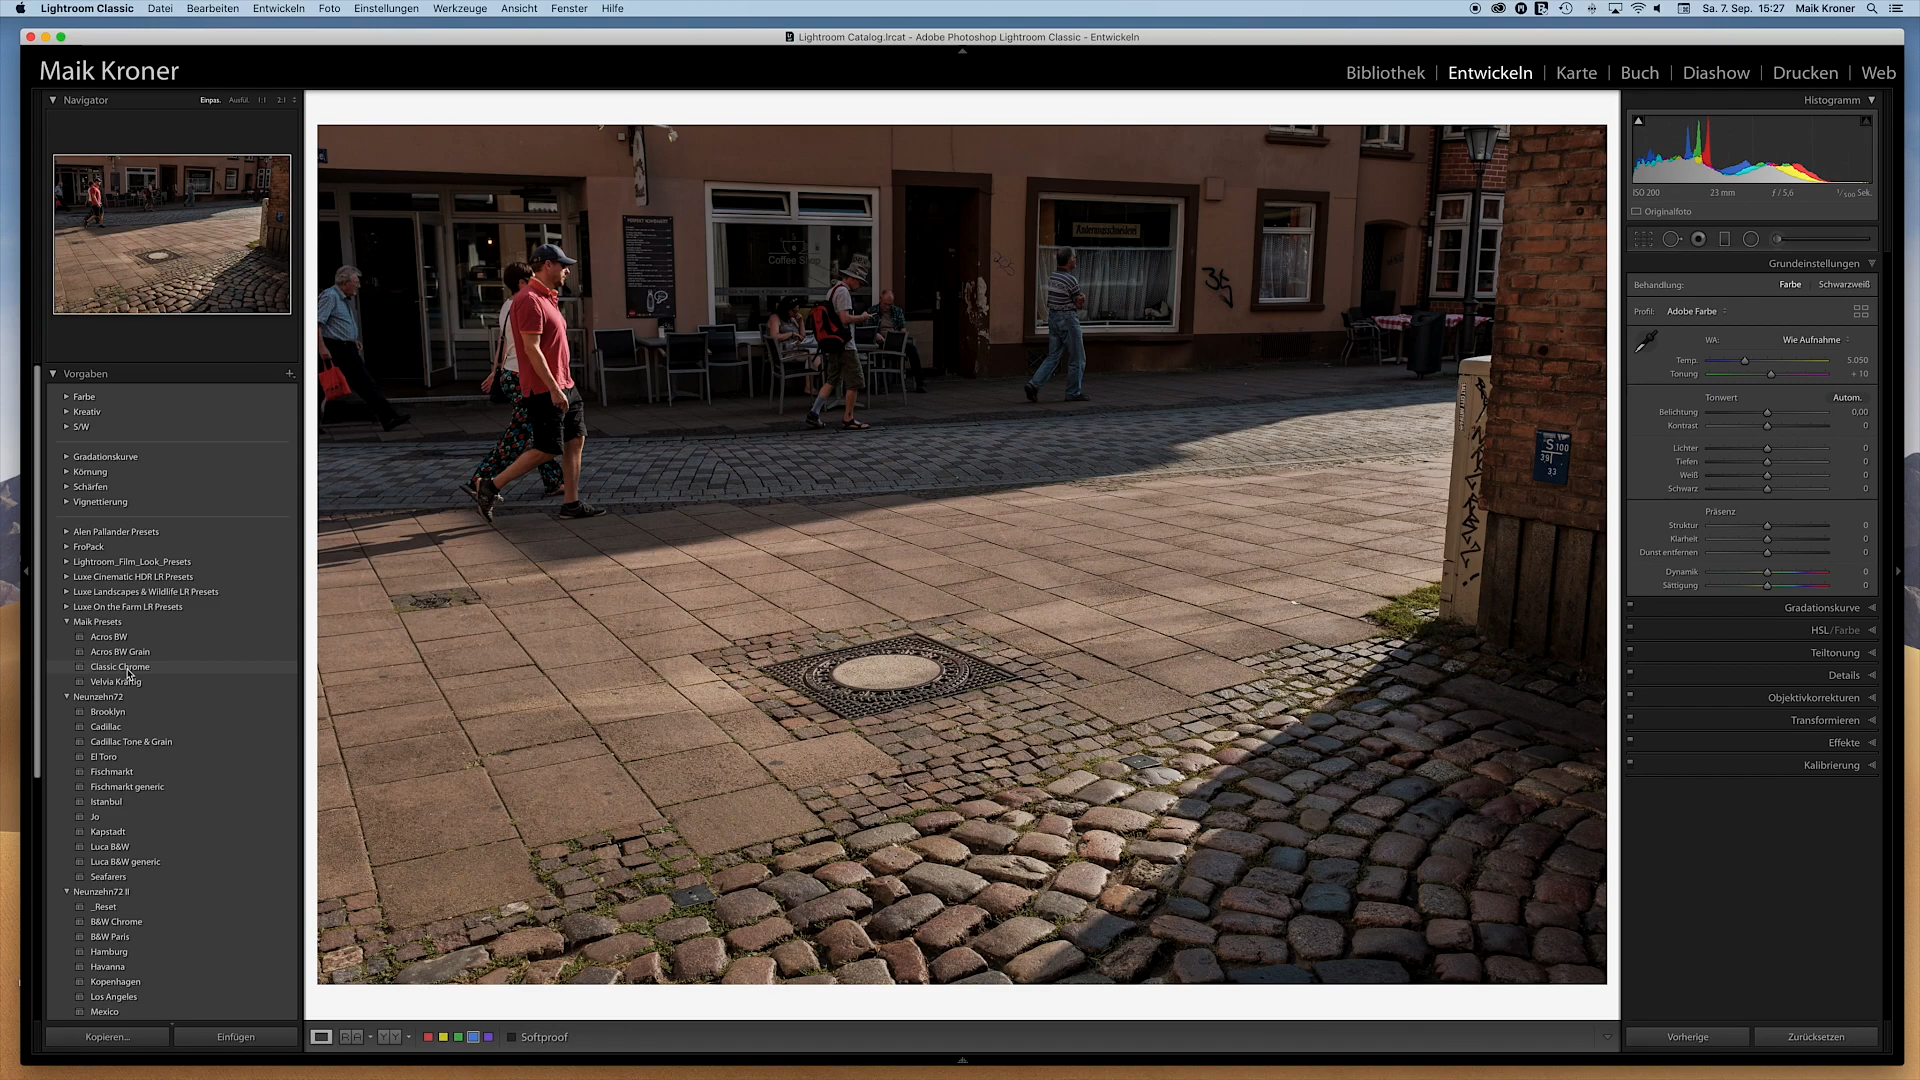 Lightroom Classic Datei Bearbeiten Entwickeln Foto Einstellungen Werkzeuge Ansicht Fenster Hilfe
Sa. 7. Sep. 15:27 Maik Kroner
Lightroom Catalog.lrcat - Adobe Photoshop Lightroom Classic - Entwickeln
Maik Kroner
Bibliothek | Entwickeln | Karte | Buch | Diashow | Drucken | Web
Navigator Einpas. Ausfül. 1:1 2:1
Vorgaben
Farbe
Kreativ
S/W
Gradationskurve
Körnung
Schärfen
Vignettierung
Alen Pallander Presets
FroPack
Lightroom_Film_Look_Presets
Luxe Cinematic HDR LR Presets
Luxe Landscapes & Wildlife LR Presets
Luxe On the Farm LR Presets
Maik Presets
Acros BW
Acros BW Grain
Classic Chrome
Velvia Kräftig
Neunzehn72
Brooklyn
Cadillac
Cadillac Tone & Grain
El Toro
Fischmarkt
Fischmarkt generic
Istanbul
Jo
Kapstadt
Luca B&W
Luca B&W generic
Seafarers
Neunzehn72 II
_Reset
B&W Chrome
B&W Paris
Hamburg
Havanna
Kopenhagen
Los Angeles
Mexico
Kopieren... Einfügen
Änderungsschneiderei
Coffee Shop
S 100
39
33
Softproof
Histogramm
ISO 200 23 mm ƒ / 5,6 1/500 Sek.
Originalfoto
Grundeinstellungen
Behandlung: Farbe Schwarzweiß
Profil: Adobe Farbe
WA: Wie Aufnahme
Temp. 5.050
Tonung + 10
Tonwert Autom.
Belichtung 0,00
Kontrast 0
Lichter 0
Tiefen 0
Weiß 0
Schwarz 0
Präsenz
Struktur 0
Klarheit 0
Dunst entfernen 0
Dynamik 0
Sättigung 0
Gradationskurve
HSL / Farbe
Teiltonung
Details
Objektivkorrekturen
Transformieren
Effekte
Kalibrierung
Vorherige Zurücksetzen